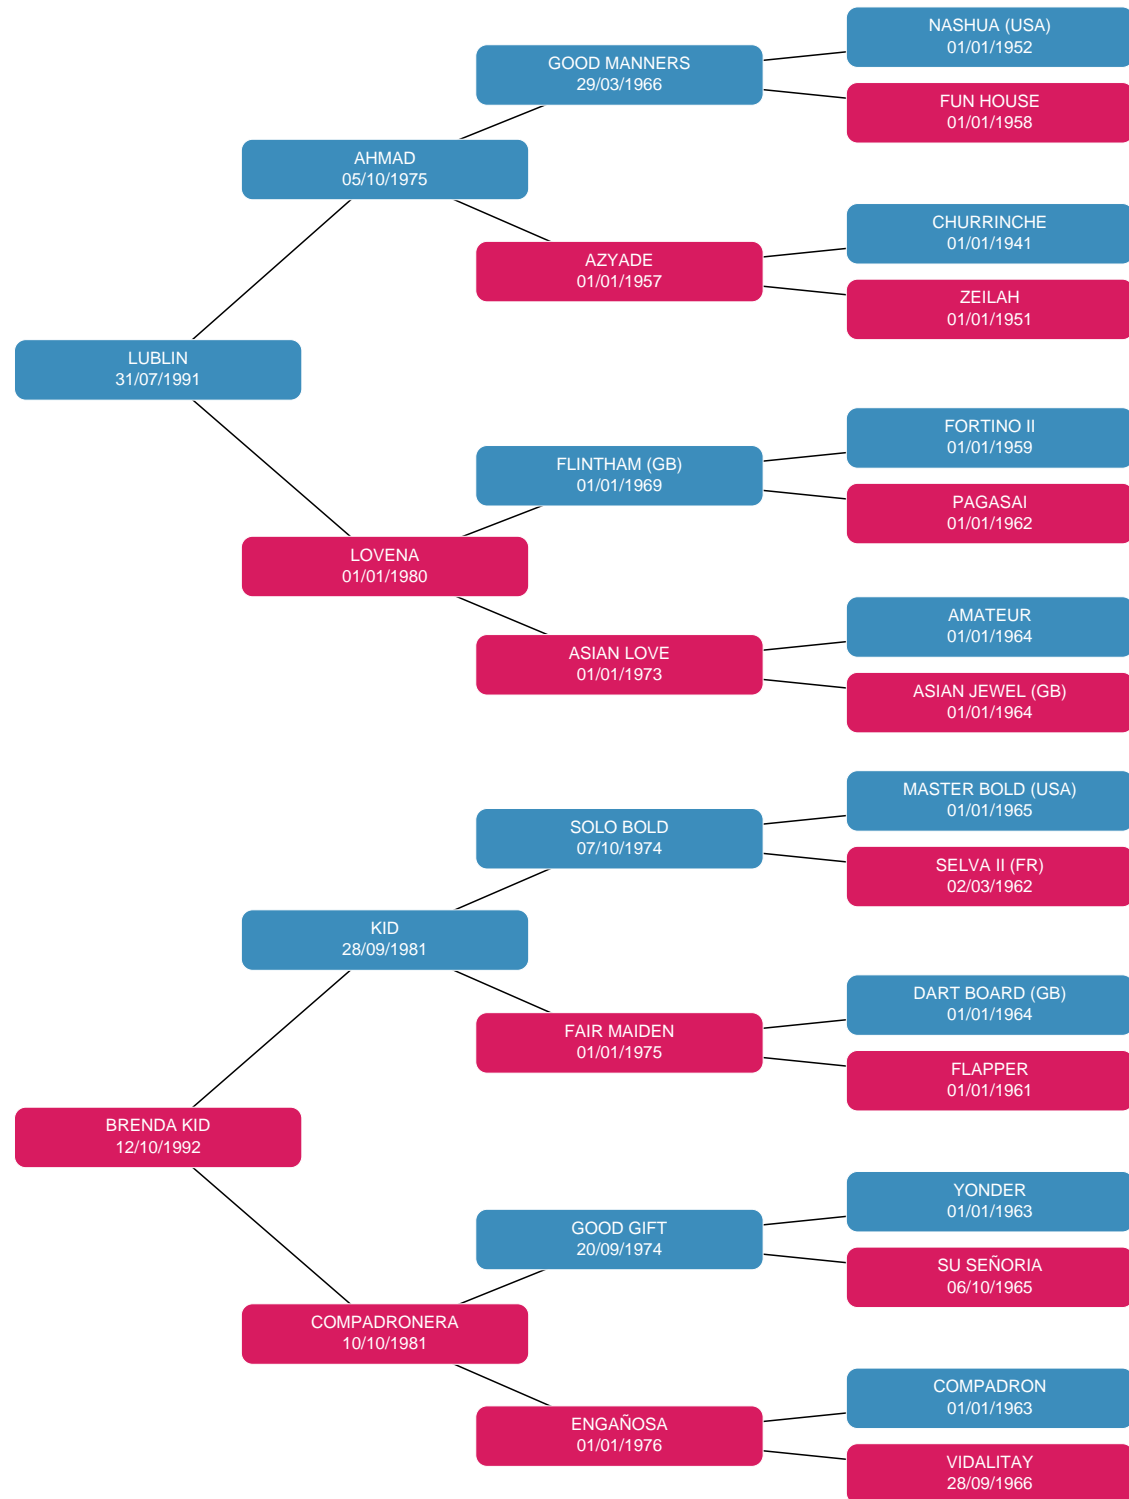 NASHUA (USA)
01/01/1952
GOOD MANNERS
29/03/1966
FUN HOUSE
01/01/1958
AHMAD
05/10/1975
CHURRINCHE
01/01/1941
AZYADE
01/01/1957
ZEILAH
01/01/1951
LUBLIN
31/07/1991
FORTINO II
01/01/1959
FLINTHAM (GB)
01/01/1969
PAGASAI
01/01/1962
LOVENA
01/01/1980
AMATEUR
01/01/1964
ASIAN LOVE
01/01/1973
ASIAN JEWEL (GB)
01/01/1964
MASTER BOLD (USA)
01/01/1965
SOLO BOLD
07/10/1974
SELVA II (FR)
02/03/1962
KID
28/09/1981
DART BOARD (GB)
01/01/1964
FAIR MAIDEN
01/01/1975
FLAPPER
01/01/1961
BRENDA KID
12/10/1992
YONDER
01/01/1963
GOOD GIFT
20/09/1974
SU SEÑORIA
06/10/1965
COMPADRONERA
10/10/1981
COMPADRON
01/01/1963
ENGAÑOSA
01/01/1976
VIDALITAY
28/09/1966